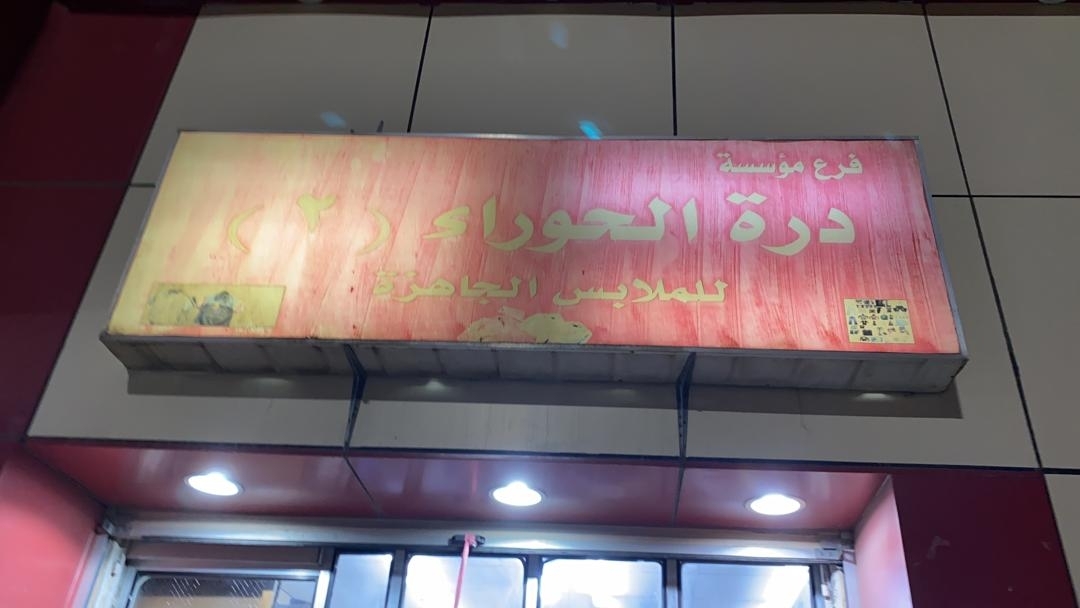 فرع مؤسسة
درة الحوراء ( ٢ )
للملابس الجاهزة